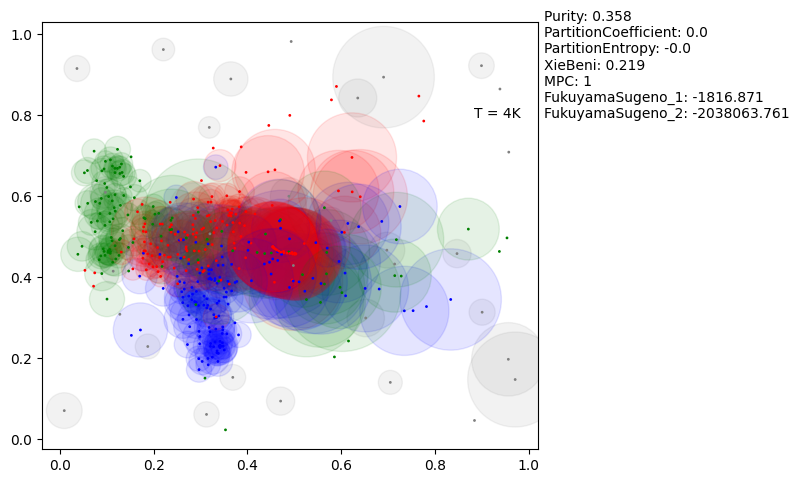 Purity: 0.358
PartitionCoefficient: 0.0
PartitionEntropy: -0.0
XieBeni: 0.219
MPC: 1
FukuyamaSugeno_1: -1816.871
FukuyamaSugeno_2: -2038063.761
T = 4K
1.0
0.8
0.6
0.4
0.2
0.0
0.0 0.2 0.4 0.6 0.8 1.0